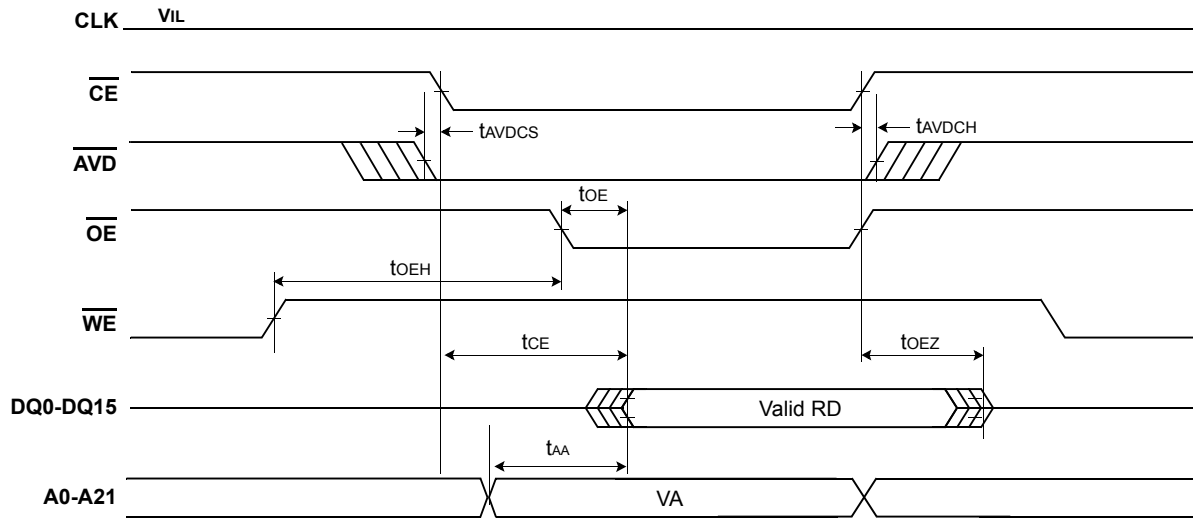 CLK VIL
CE
tAVDCS
tAVDCH
AVD
tOE
OE
tOEH
WE
tCE
tOEZ
DQ0-DQ15
Valid RD
tAA
A0-A21
VA